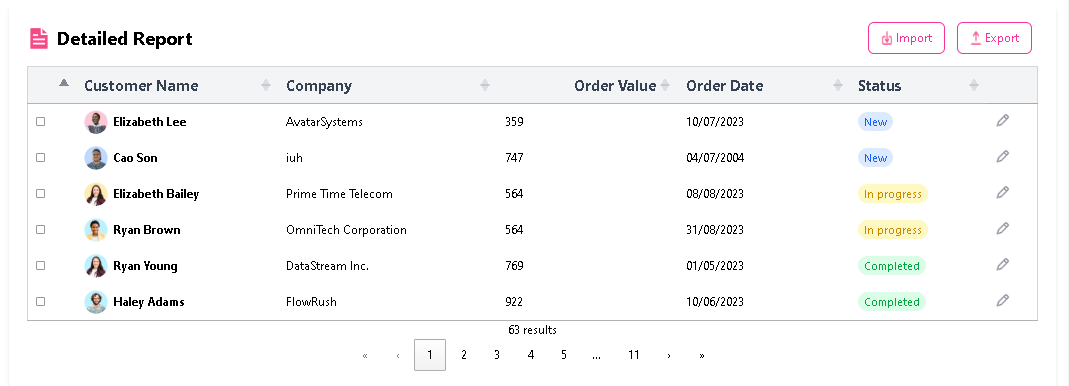 Detailed Report
Import
Export
Customer Name Company Order Value Order Date Status
Elizabeth Lee AvatarSystems 359 10/07/2023 New
Cao Son iuh 747 04/07/2004 New
Elizabeth Bailey Prime Time Telecom 564 08/08/2023 In progress
Ryan Brown OmniTech Corporation 564 31/08/2023 In progress
Ryan Young DataStream Inc. 769 01/05/2023 Completed
Haley Adams FlowRush 922 10/06/2023 Completed
63 results
« ‹ 1 2 3 4 5 ... 11 › »